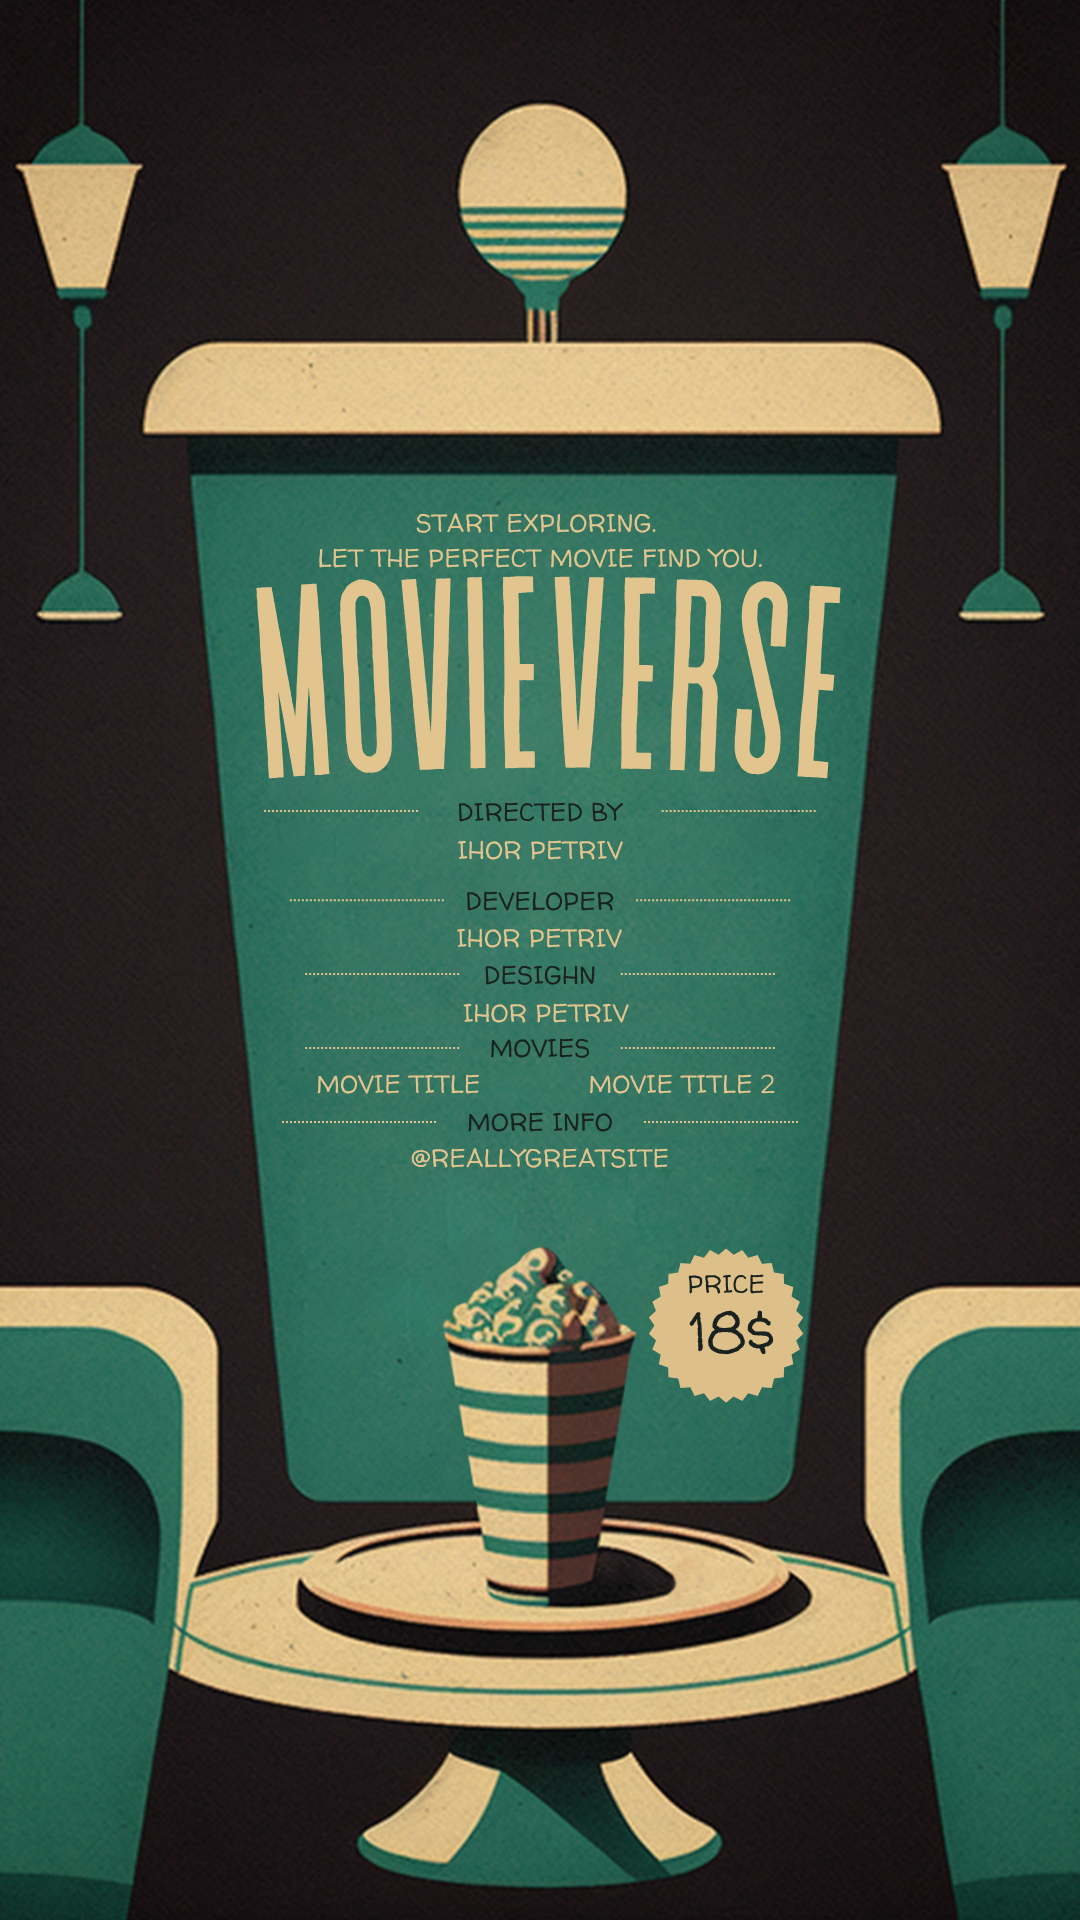 START EXPLORING.
LET THE PERFECT MOVIE FIND YOU.
MOVIEVERSE
DIRECTED BY
IHOR PETRIV
DEVELOPER
IHOR PETRIV
DESIGHN
IHOR PETRIV
MOVIES
MOVIE TITLE MOVIE TITLE 2
MORE INFO
@REALLYGREATSITE
PRICE
18$